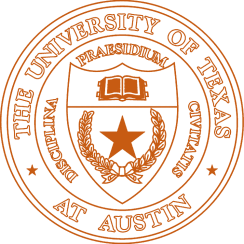 THE UNIVERSITY OF TEXAS
AT AUSTIN
PRAESIDIUM
DISCIPLINA
CIVITATIS